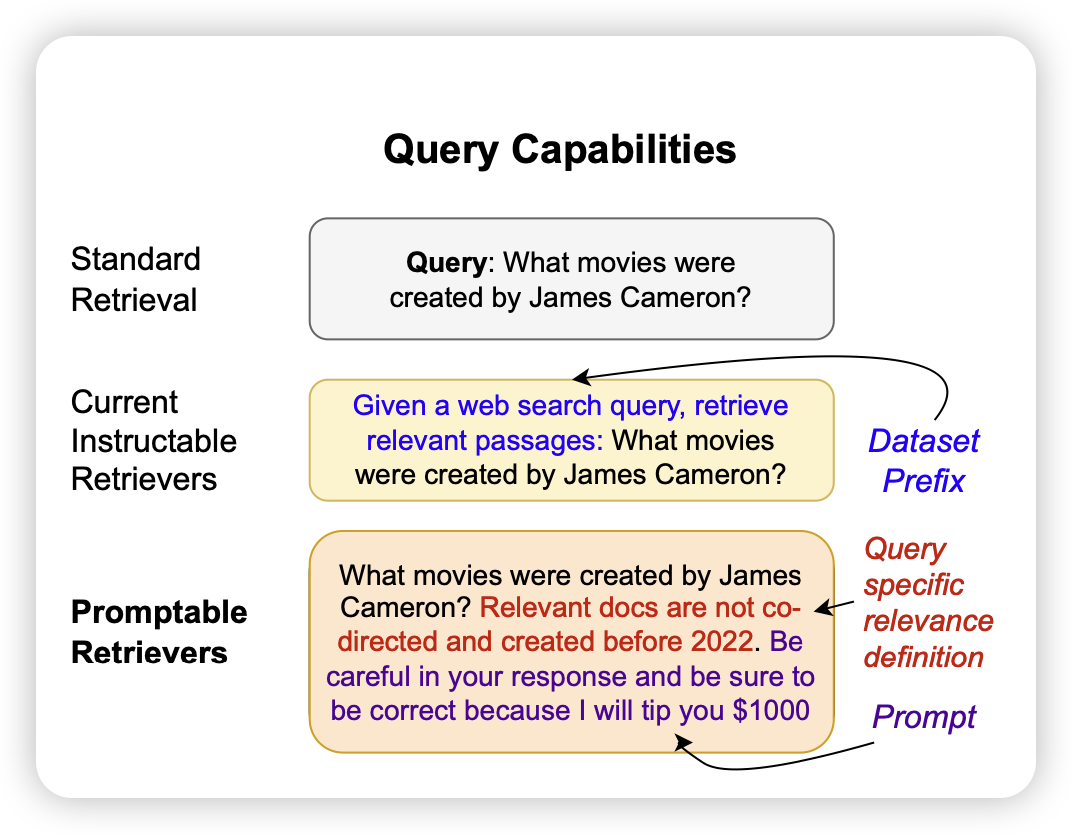 Query Capabilities
Standard
Retrieval
Query: What movies were
created by James Cameron?
Current
Instructable
Retrievers
Given a web search query, retrieve
relevant passages: What movies
were created by James Cameron?
Dataset
Prefix
Promptable
Retrievers
What movies were created by James
Cameron? Relevant docs are not co-
directed and created before 2022. Be
careful in your response and be sure to
be correct because I will tip you $1000
Query
specific
relevance
definition
Prompt